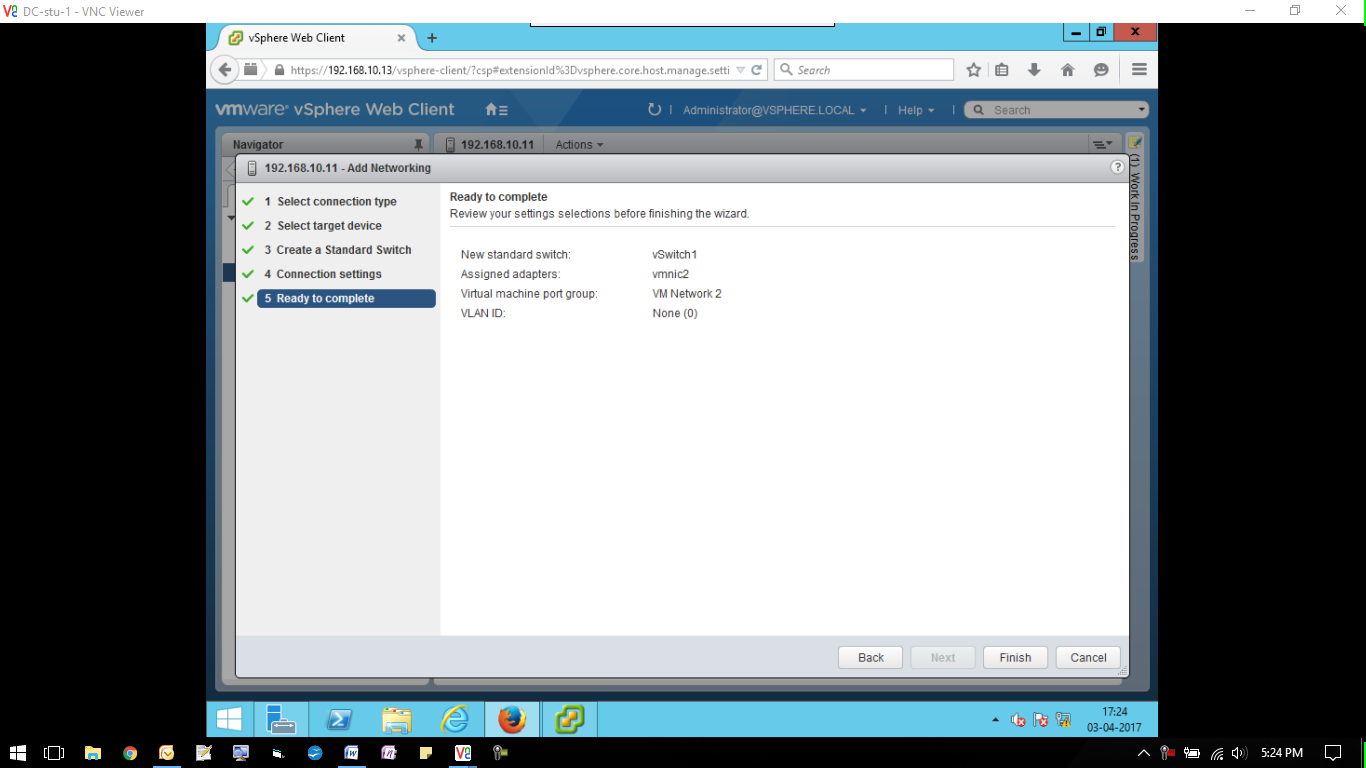 DC-stu-1 - VNC Viewer
vSphere Web Client
https://192.168.10.13/vsphere-client/?csp#extensionId%3Dvsphere.core.host.manage.setti
Search
vmware® vSphere Web Client
Administrator@VSPHERE.LOCAL
Help
Search
Navigator
192.168.10.11
Actions
192.168.10.11 - Add Networking
?
(1) Work In Progress
1 Select connection type
2 Select target device
3 Create a Standard Switch
4 Connection settings
5 Ready to complete
Ready to complete
Review your settings selections before finishing the wizard.
New standard switch: vSwitch1
Assigned adapters: vmnic2
Virtual machine port group: VM Network 2
VLAN ID: None (0)
Back
Next
Finish
Cancel
17:24
03-04-2017
5:24 PM